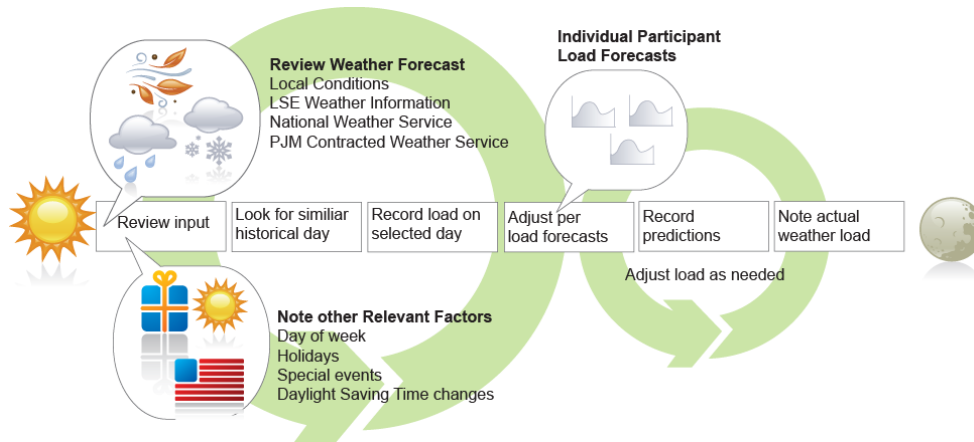 Individual Participant
Load Forecasts
Review Weather Forecast
Local Conditions
LSE Weather Information
National Weather Service
PJM Contracted Weather Service
Review input
Look for similiar
historical day
Record load on
selected day
Adjust per
load forecasts
Record
predictions
Note actual
weather load
Adjust load as needed
Note other Relevant Factors
Day of week
Holidays
Special events
Daylight Saving Time changes